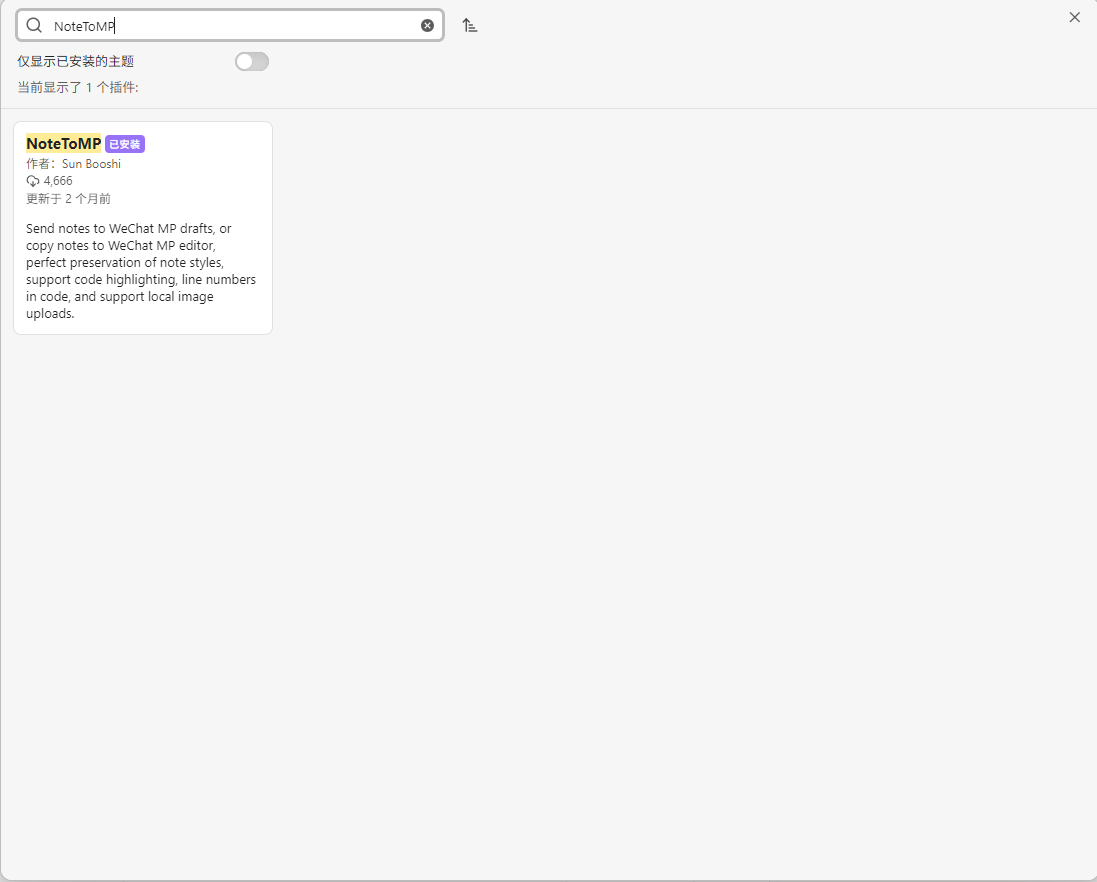 NoteToMP
仅显示已安装的主题
当前显示了 1 个插件:
NoteToMP 已安装
作者：Sun Booshi
4,666
更新于 2 个月前
Send notes to WeChat MP drafts, or
copy notes to WeChat MP editor,
perfect preservation of note styles,
support code highlighting, line numbers
in code, and support local image
uploads.